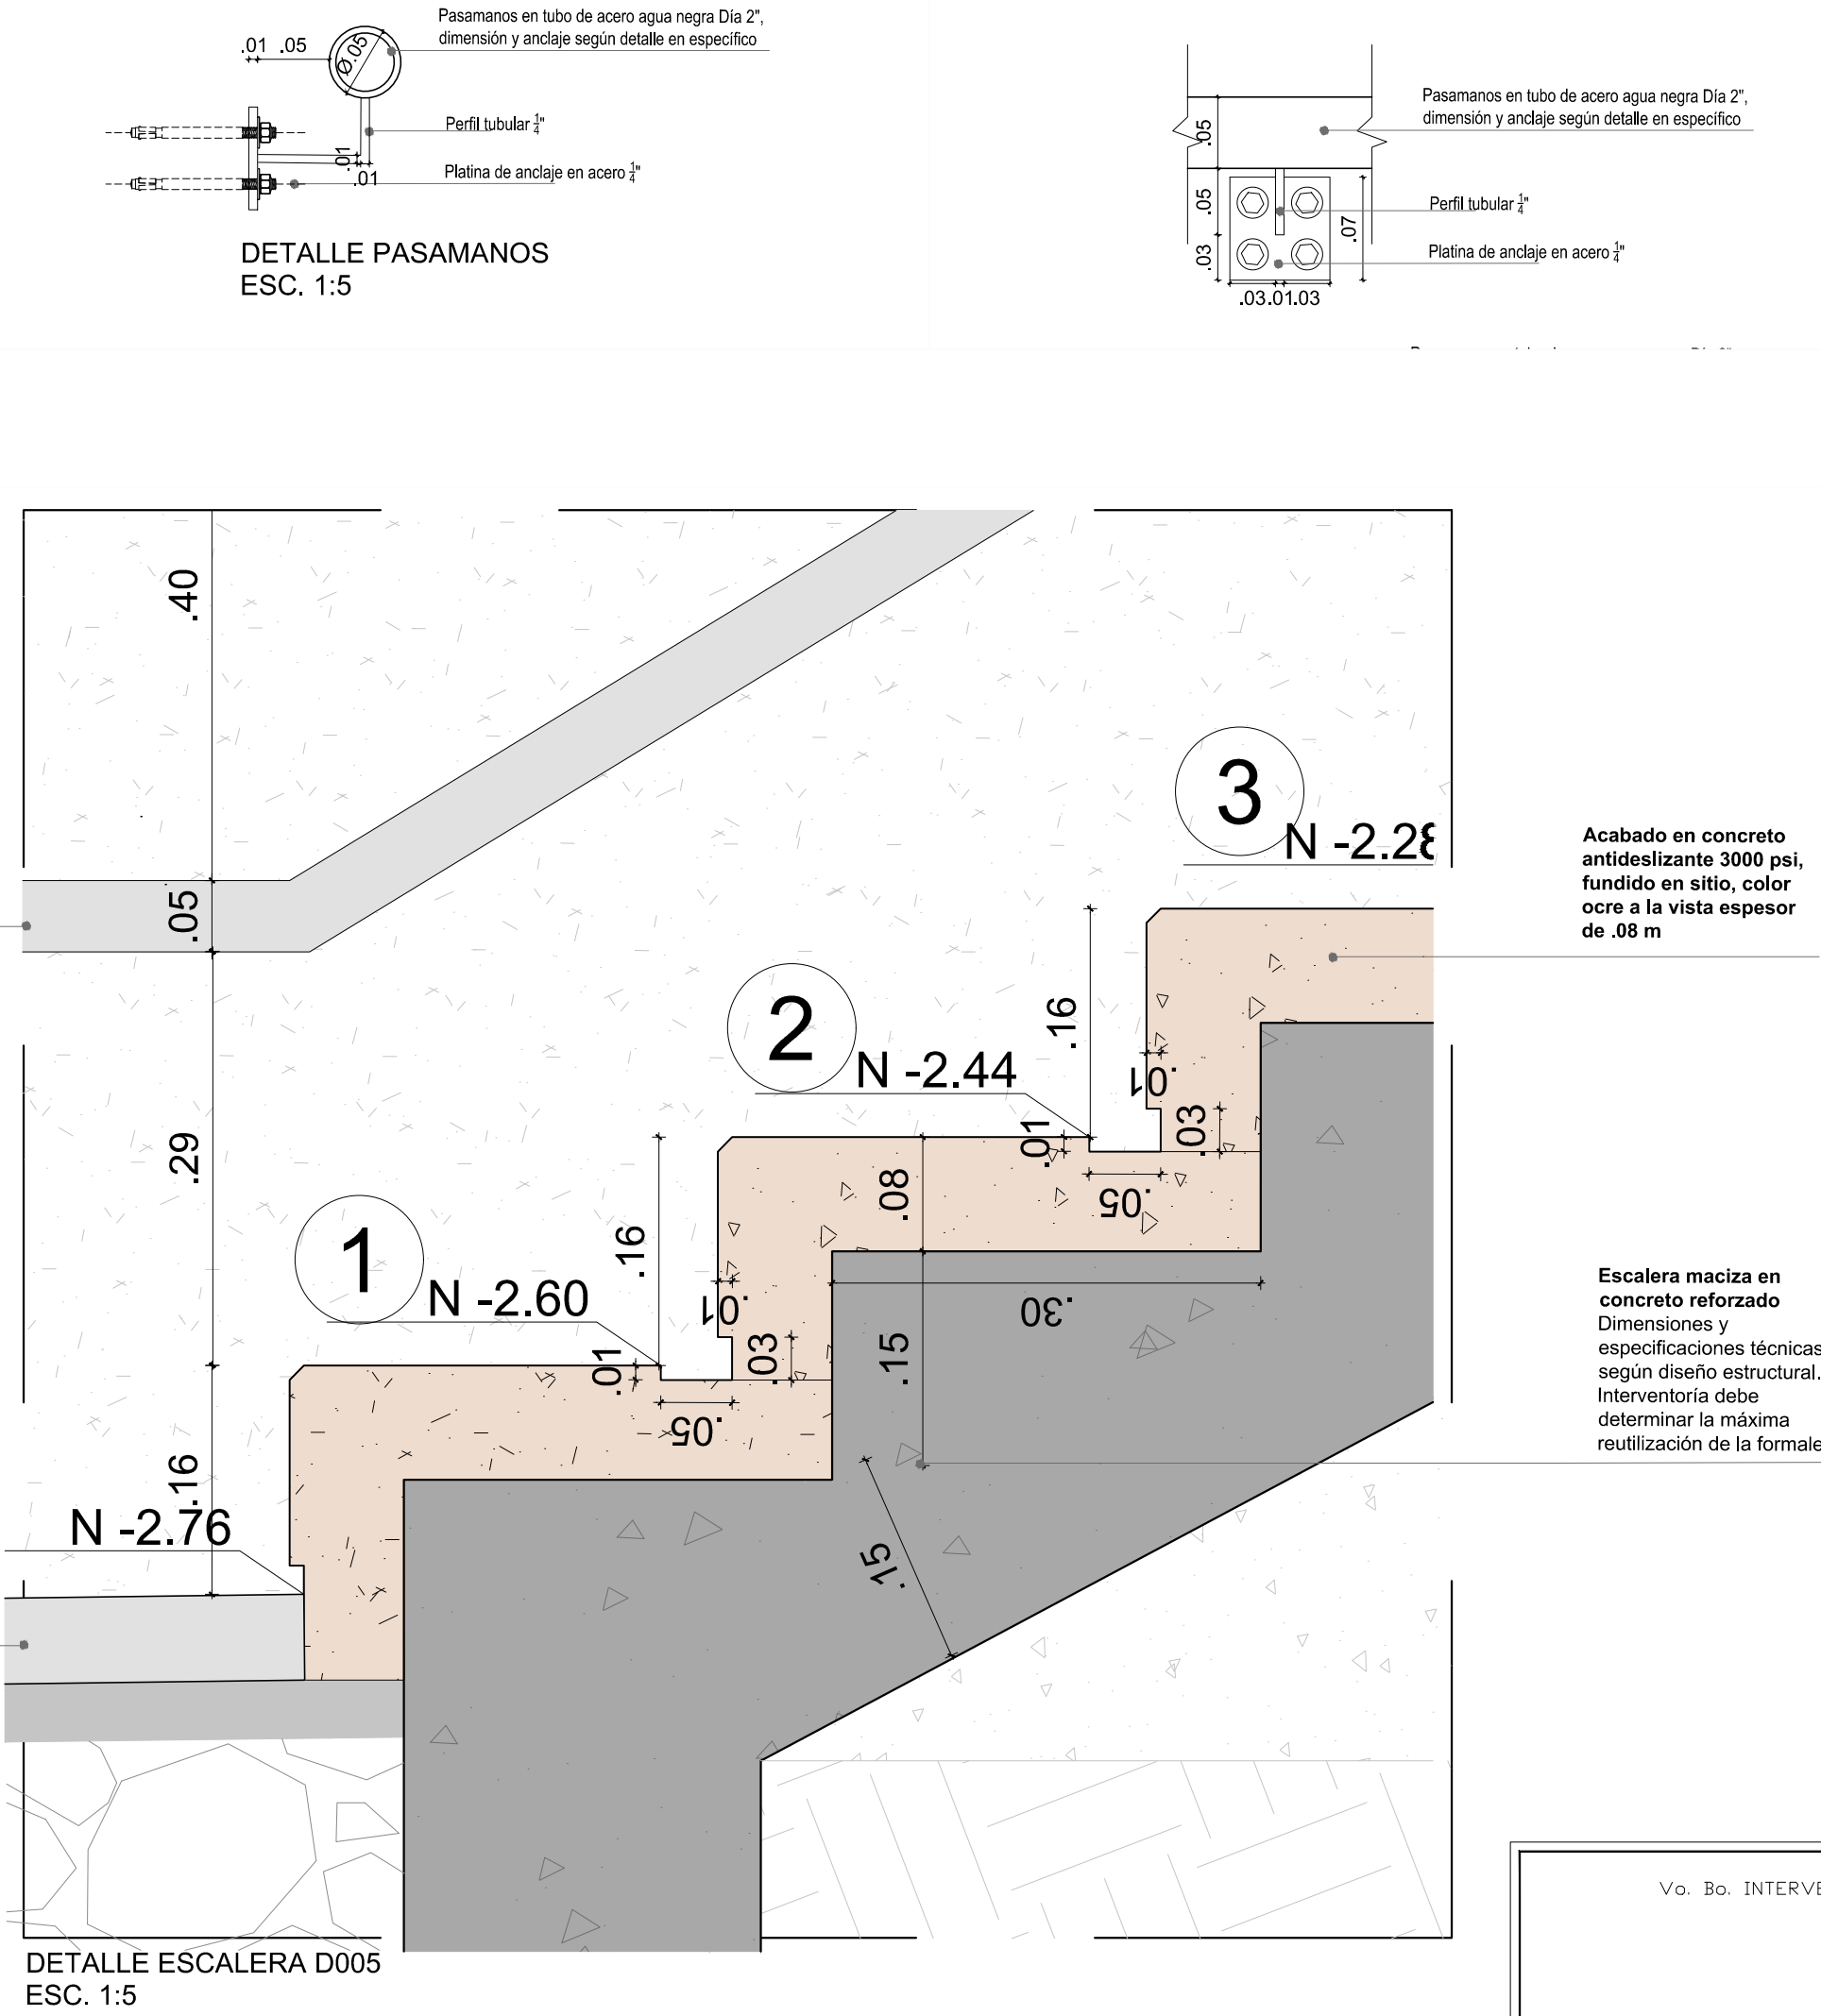 Pasamanos en tubo de acero agua negra Día 2",
dimensión y anclaje según detalle en específico
.01 .05
Ø.05
Perfil tubular 1/4"
.01
.01
Platina de anclaje en acero 1/4"
DETALLE PASAMANOS
ESC. 1:5
Pasamanos en tubo de acero agua negra Día 2",
dimensión y anclaje según detalle en específico
.05
.05
Perfil tubular 1/4"
.07
.03
Platina de anclaje en acero 1/4"
.03 .01 .03
.40
3
N -2.28
Acabado en concreto
antideslizante 3000 psi,
fundido en sitio, color
ocre a la vista espesor
de .08 m
.05
2
N -2.44
.16
.01
.03
.01
.05
.29
.08
1
N -2.60
.16
.01
.03
.01
.05
.30
.15
Escalera maciza en
concreto reforzado
Dimensiones y
especificaciones técnicas
según diseño estructural.
Interventoría debe
determinar la máxima
reutilización de la formale
.16
N -2.76
.15
Vo. Bo. INTERVE
DETALLE ESCALERA D005
ESC. 1:5